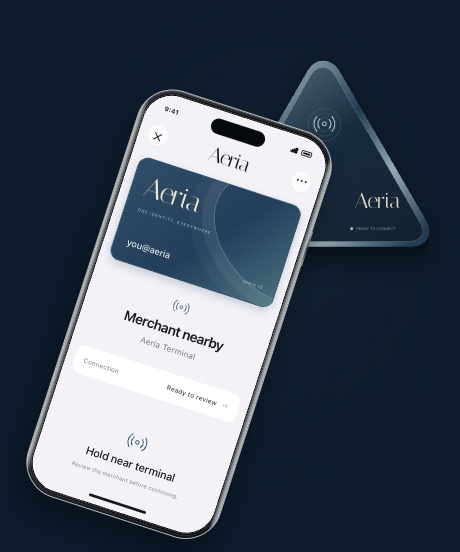 9:41
Aeria
Aeria
ONE IDENTITY. EVERYWHERE.
you@aeria
AERIA ID
Merchant nearby
Aeria Terminal
Connection
Ready to review →
Hold near terminal
Review the merchant before continuing.
Aeria
READY TO CONNECT